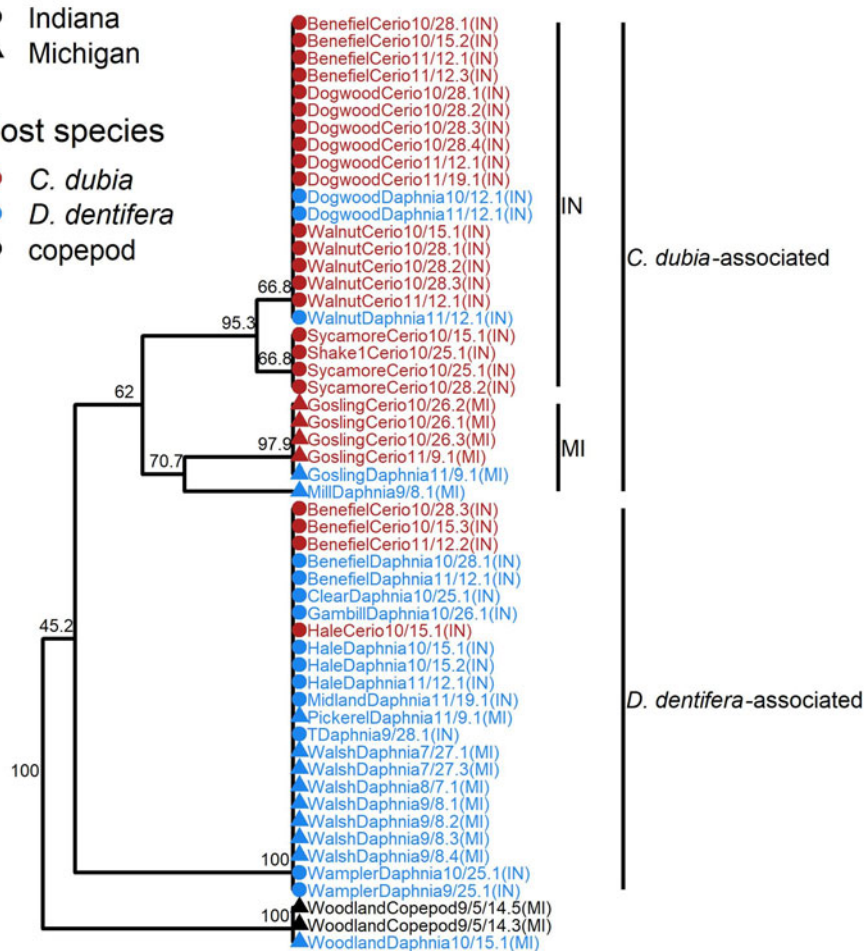 Indiana
Michigan
ost species
C. dubia
D. dentifera
copepod
BenefielCerio10/28.1(IN)
BenefielCerio10/15.2(IN)
BenefielCerio11/12.1(IN)
BenefielCerio11/12.3(IN)
DogwoodCerio10/28.1(IN)
DogwoodCerio10/28.2(IN)
DogwoodCerio10/28.3(IN)
DogwoodCerio10/28.4(IN)
DogwoodCerio11/12.1(IN)
DogwoodCerio11/19.1(IN)
DogwoodDaphnia10/12.1(IN)
DogwoodDaphnia11/12.1(IN)
WalnutCerio10/15.1(IN)
WalnutCerio10/28.1(IN)
WalnutCerio10/28.2(IN)
WalnutCerio10/28.3(IN)
WalnutCerio11/12.1(IN)
WalnutDaphnia11/12.1(IN)
SycamoreCerio10/15.1(IN)
Shake1Cerio10/25.1(IN)
SycamoreCerio10/25.1(IN)
SycamoreCerio10/28.2(IN)
GoslingCerio10/26.2(MI)
GoslingCerio10/26.1(MI)
GoslingCerio10/26.3(MI)
GoslingCerio11/9.1(MI)
GoslingDaphnia11/9.1(MI)
MillDaphnia9/8.1(MI)
BenefielCerio10/28.3(IN)
BenefielCerio10/15.3(IN)
BenefielCerio11/12.2(IN)
BenefielDaphnia10/28.1(IN)
BenefielDaphnia11/12.1(IN)
ClearDaphnia10/25.1(IN)
GambillDaphnia10/26.1(IN)
HaleCerio10/15.1(IN)
HaleDaphnia10/15.1(IN)
HaleDaphnia10/15.2(IN)
HaleDaphnia11/12.1(IN)
MidlandDaphnia11/19.1(IN)
PickerelDaphnia11/9.1(MI)
TDaphnia9/28.1(IN)
WalshDaphnia7/27.1(MI)
WalshDaphnia7/27.3(MI)
WalshDaphnia8/7.1(MI)
WalshDaphnia9/8.1(MI)
WalshDaphnia9/8.2(MI)
WalshDaphnia9/8.3(MI)
WalshDaphnia9/8.4(MI)
WamplerDaphnia10/25.1(IN)
WamplerDaphnia9/25.1(IN)
WoodlandCopepod9/5/14.5(MI)
WoodlandCopepod9/5/14.3(MI)
WoodlandDaphnia10/15.1(MI)
66.8
95.3
66.8
62
97.9
70.7
45.2
100
100
100
IN
MI
C. dubia-associated
D. dentifera-associated